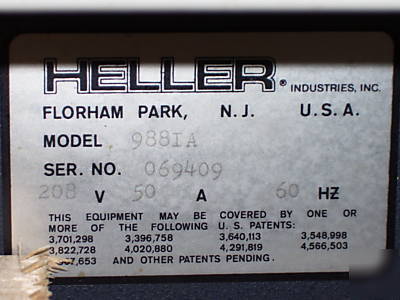 HELLER® INDUSTRIES, INC.
FLORHAM PARK, N.J. U.S.A.
MODEL 988IA
SER. NO. 069409
208 V 50 A 60 HZ
THIS EQUIPMENT MAY BE COVERED BY ONE OR
MORE OF THE FOLLOWING U.S. PATENTS:
3,701,298 3,396,758 3,640,113 3,548,998
3,822,728 4,020,880 4,291,819 4,566,503
AND OTHER PATENTS PENDING.